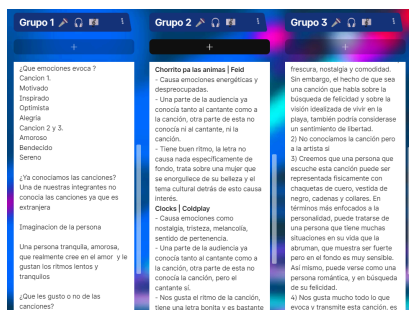 Grupo 1
¿Que emociones evoca ?
Cancion 1.
Motivado
Inspirado
Optimista
Alegria
Cancion 2 y 3.
Amoroso
Bendecido
Sereno
¿Ya conocíamos las canciones?
Una de nuestras integrantes no
conocia las canciones ya que es
extranjera
Imaginacion de la persona
Una persona tranquila, amorosa,
que realmente cree en el amor y le
gustan los ritmos lentos y
tranquilos
¿Que les gusto o no de las
canciones?
Grupo 2
Chorrito pa las animas | Feid
- Causa emociones energéticas y
despreocupadas.
- Una parte de la audiencia ya
conocía tanto al cantante como a
la canción, otra parte de esta no
conocía ni al cantante, ni la
canción.
- Tiene buen ritmo, la letra no
causa nada específicamente de
fondo, trata sobre una mujer que
se enorgullece de su belleza y el
tema cultural detrás de esto causa
interés.
Clocks | Coldplay
- Causa emociones como
nostalgia, tristeza, melancolía,
sentido de pertenencia.
- Una parte de la audiencia ya
conocía tanto al cantante como a
la canción, otra parte de esta no
conocía la canción, pero el
cantante sí.
- Nos gusta el ritmo de la canción,
tiene una letra bonita y es bastante
Grupo 3
frescura, nostalgia y comodidad.
Sin embargo, el hecho de que sea
una canción que habla sobre la
búsqueda de felicidad y sobre la
visión idealizada de vivir en la
playa, también podría considerase
un sentimiento de libertad.
2) No conocíamos la canción pero
a la artista si
3) Creemos que una persona que
escuche esta canción puede ser
representada físicamente con
chaquetas de cuero, vestida de
negro, cadenas y collares. En
términos más enfocados a la
personalidad, puede tratarse de
una persona que tiene muchas
situaciones en su vida que la
abruman, que muestra ser fuerte
pero en el fondo es muy sensible.
Así mismo, puede verse como una
persona romántica, y en búsqueda
de su felicidad.
4) Nos gusta mucho todo lo que
evoca y transmite esta canción, es